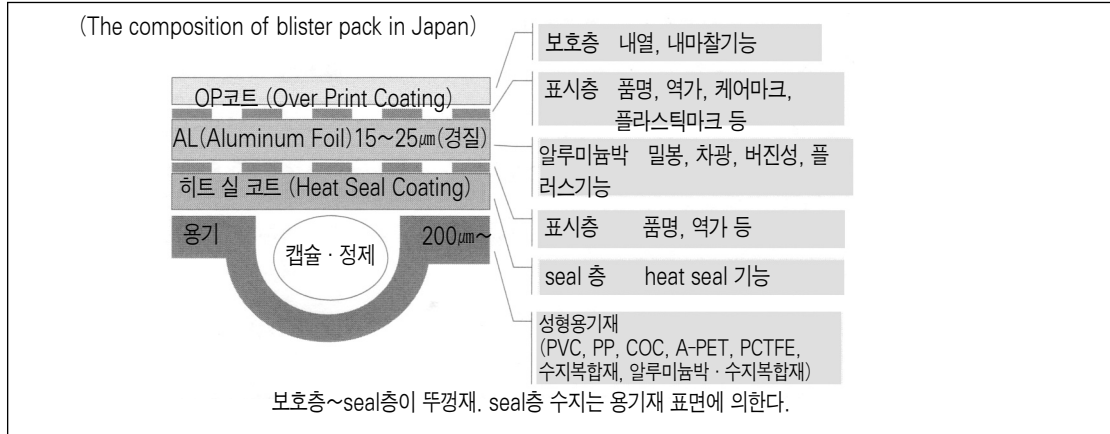 (The composition of blister pack in Japan)
OP코트 (Over Print Coating)
AL(Aluminum Foil)15～25㎛(경질)
히트 실 코트 (Heat Seal Coating)
용기
200㎛～
캡슐 · 정제
보호층 내열, 내마찰기능
표시층 품명, 역가, 케어마크,
플라스틱마크 등
알루미늄박 밀봉, 차광, 버진성, 플
러스기능
표시층 품명, 역가 등
seal 층 heat seal 기능
성형용기재
(PVC, PP, COC, A-PET, PCTFE,
수지복합재, 알루미늄박 · 수지복합재)
보호층～seal층이 뚜껑재. seal층 수지는 용기재 표면에 의한다.